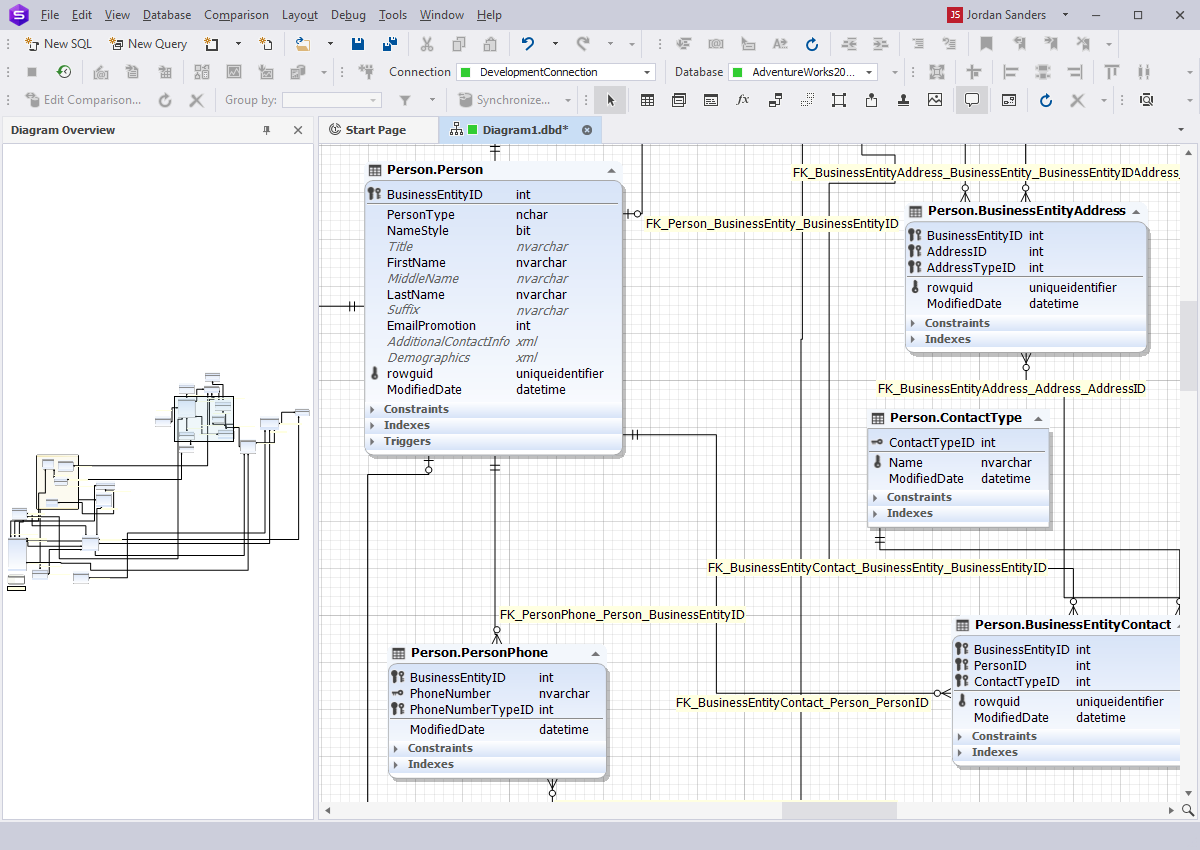 File Edit View Database Comparison Layout Debug Tools Window Help JS Jordan Sanders
New SQL New Query
Connection DevelopmentConnection Database AdventureWorks20...
Edit Comparison... Group by: Synchronize... fx
Diagram Overview
Start Page Diagram1.dbd*
Person.Person
BusinessEntityID int
PersonType nchar
NameStyle bit
Title nvarchar
FirstName nvarchar
MiddleName nvarchar
LastName nvarchar
Suffix nvarchar
EmailPromotion int
AdditionalContactInfo xml
Demographics xml
rowguid uniqueidentifier
ModifiedDate datetime
Constraints
Indexes
Triggers
FK_BusinessEntityAddress_Business_Entity_BusinessEntityIDAddress_
FK_Person_BusinessEntity_BusinessEntityID
Person.BusinessEntityAddress
BusinessEntityID int
AddressID int
AddressTypeID int
rowguid uniqueidentifier
ModifiedDate datetime
Constraints
Indexes
FK_BusinessEntityAddress_Address_AddressID
Person.ContactType
ContactTypeID int
Name nvarchar
ModifiedDate datetime
Constraints
Indexes
FK_BusinessEntityContact_BusinessEntity_BusinessEntityID
FK_PersonPhone_Person_BusinessEntityID
Person.PersonPhone
BusinessEntityID int
PhoneNumber nvarchar
PhoneNumberTypeID int
ModifiedDate datetime
Constraints
Indexes
FK_BusinessEntityContact_Person_PersonID
Person.BusinessEntityContact
BusinessEntityID int
PersonID int
ContactTypeID int
rowguid uniqueidentifier
ModifiedDate datetime
Constraints
Indexes